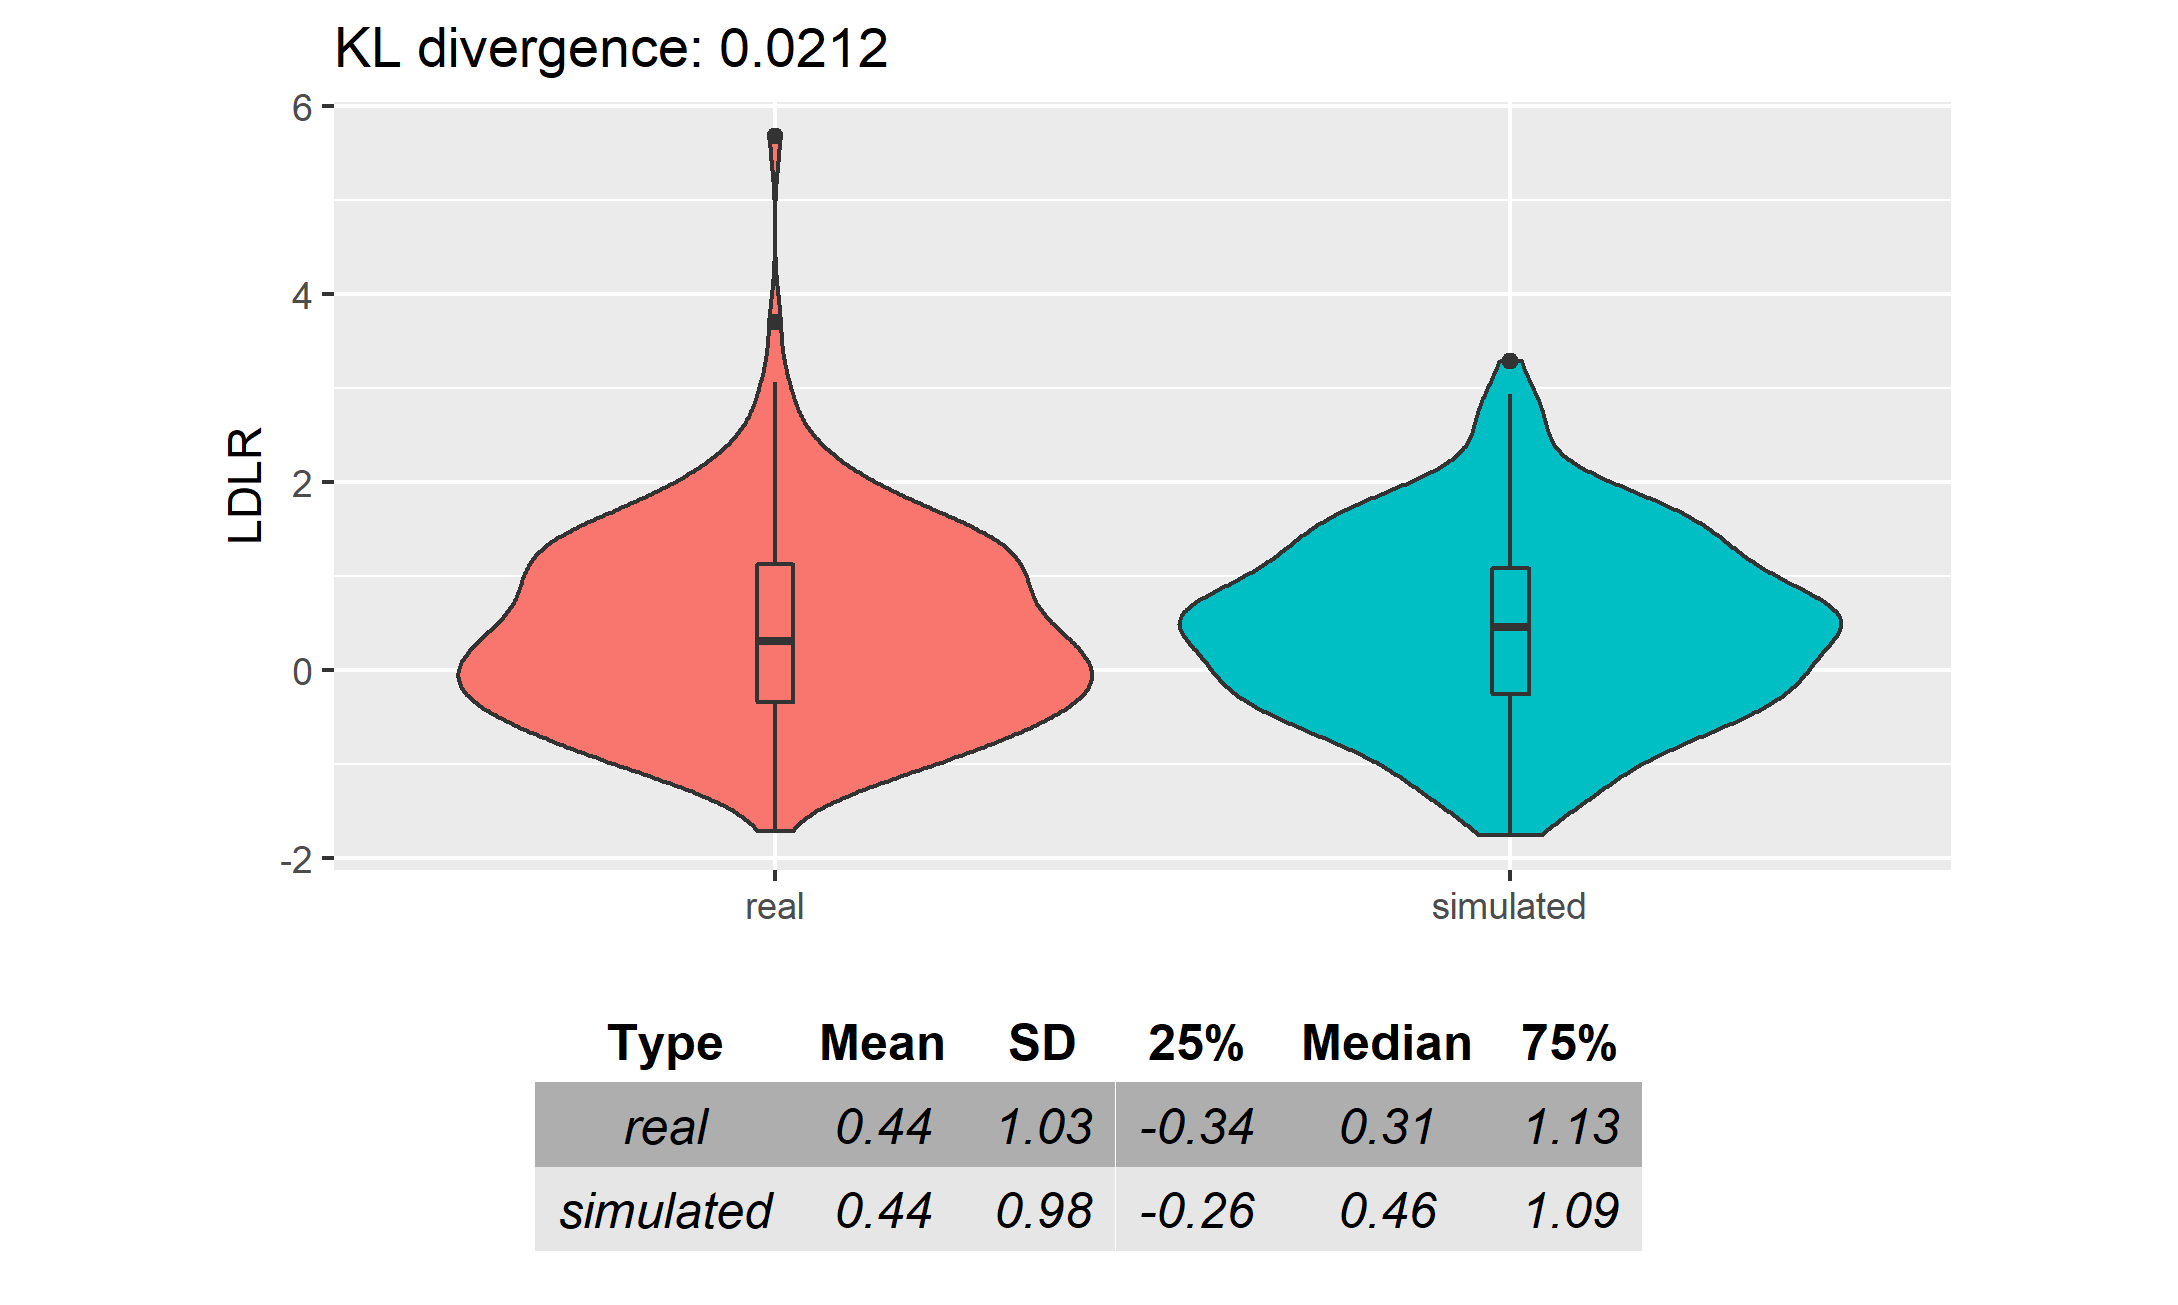 KL divergence: 0.0212
6
4
2
0
-2
LDLR
real simulated
Type Mean SD 25% Median 75%
real 0.44 1.03 -0.34 0.31 1.13
simulated 0.44 0.98 -0.26 0.46 1.09